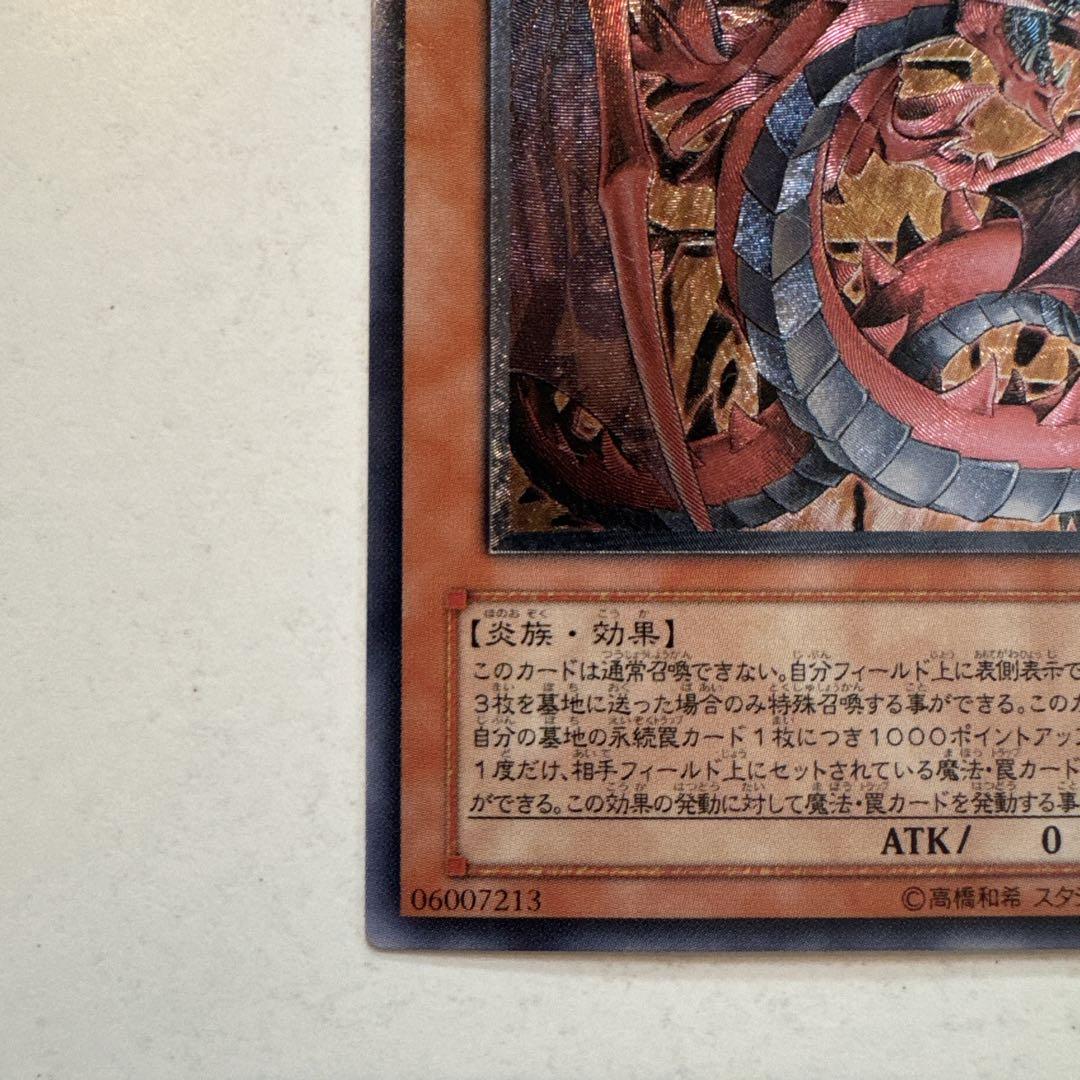 【炎族・効果】
このカードは通常召喚できない。自分フィールド上に表側表示で
3枚を墓地に送った場合のみ特殊召喚する事ができる。このカ
自分の墓地の永続罠カード1枚につき1000ポイントアップ
1度だけ、相手フィールド上にセットされている魔法・罠カード
ができる。この効果の発動に対して魔法・罠カードを発動する事
ATK/ 0
06007213
©高橋和希 スタ